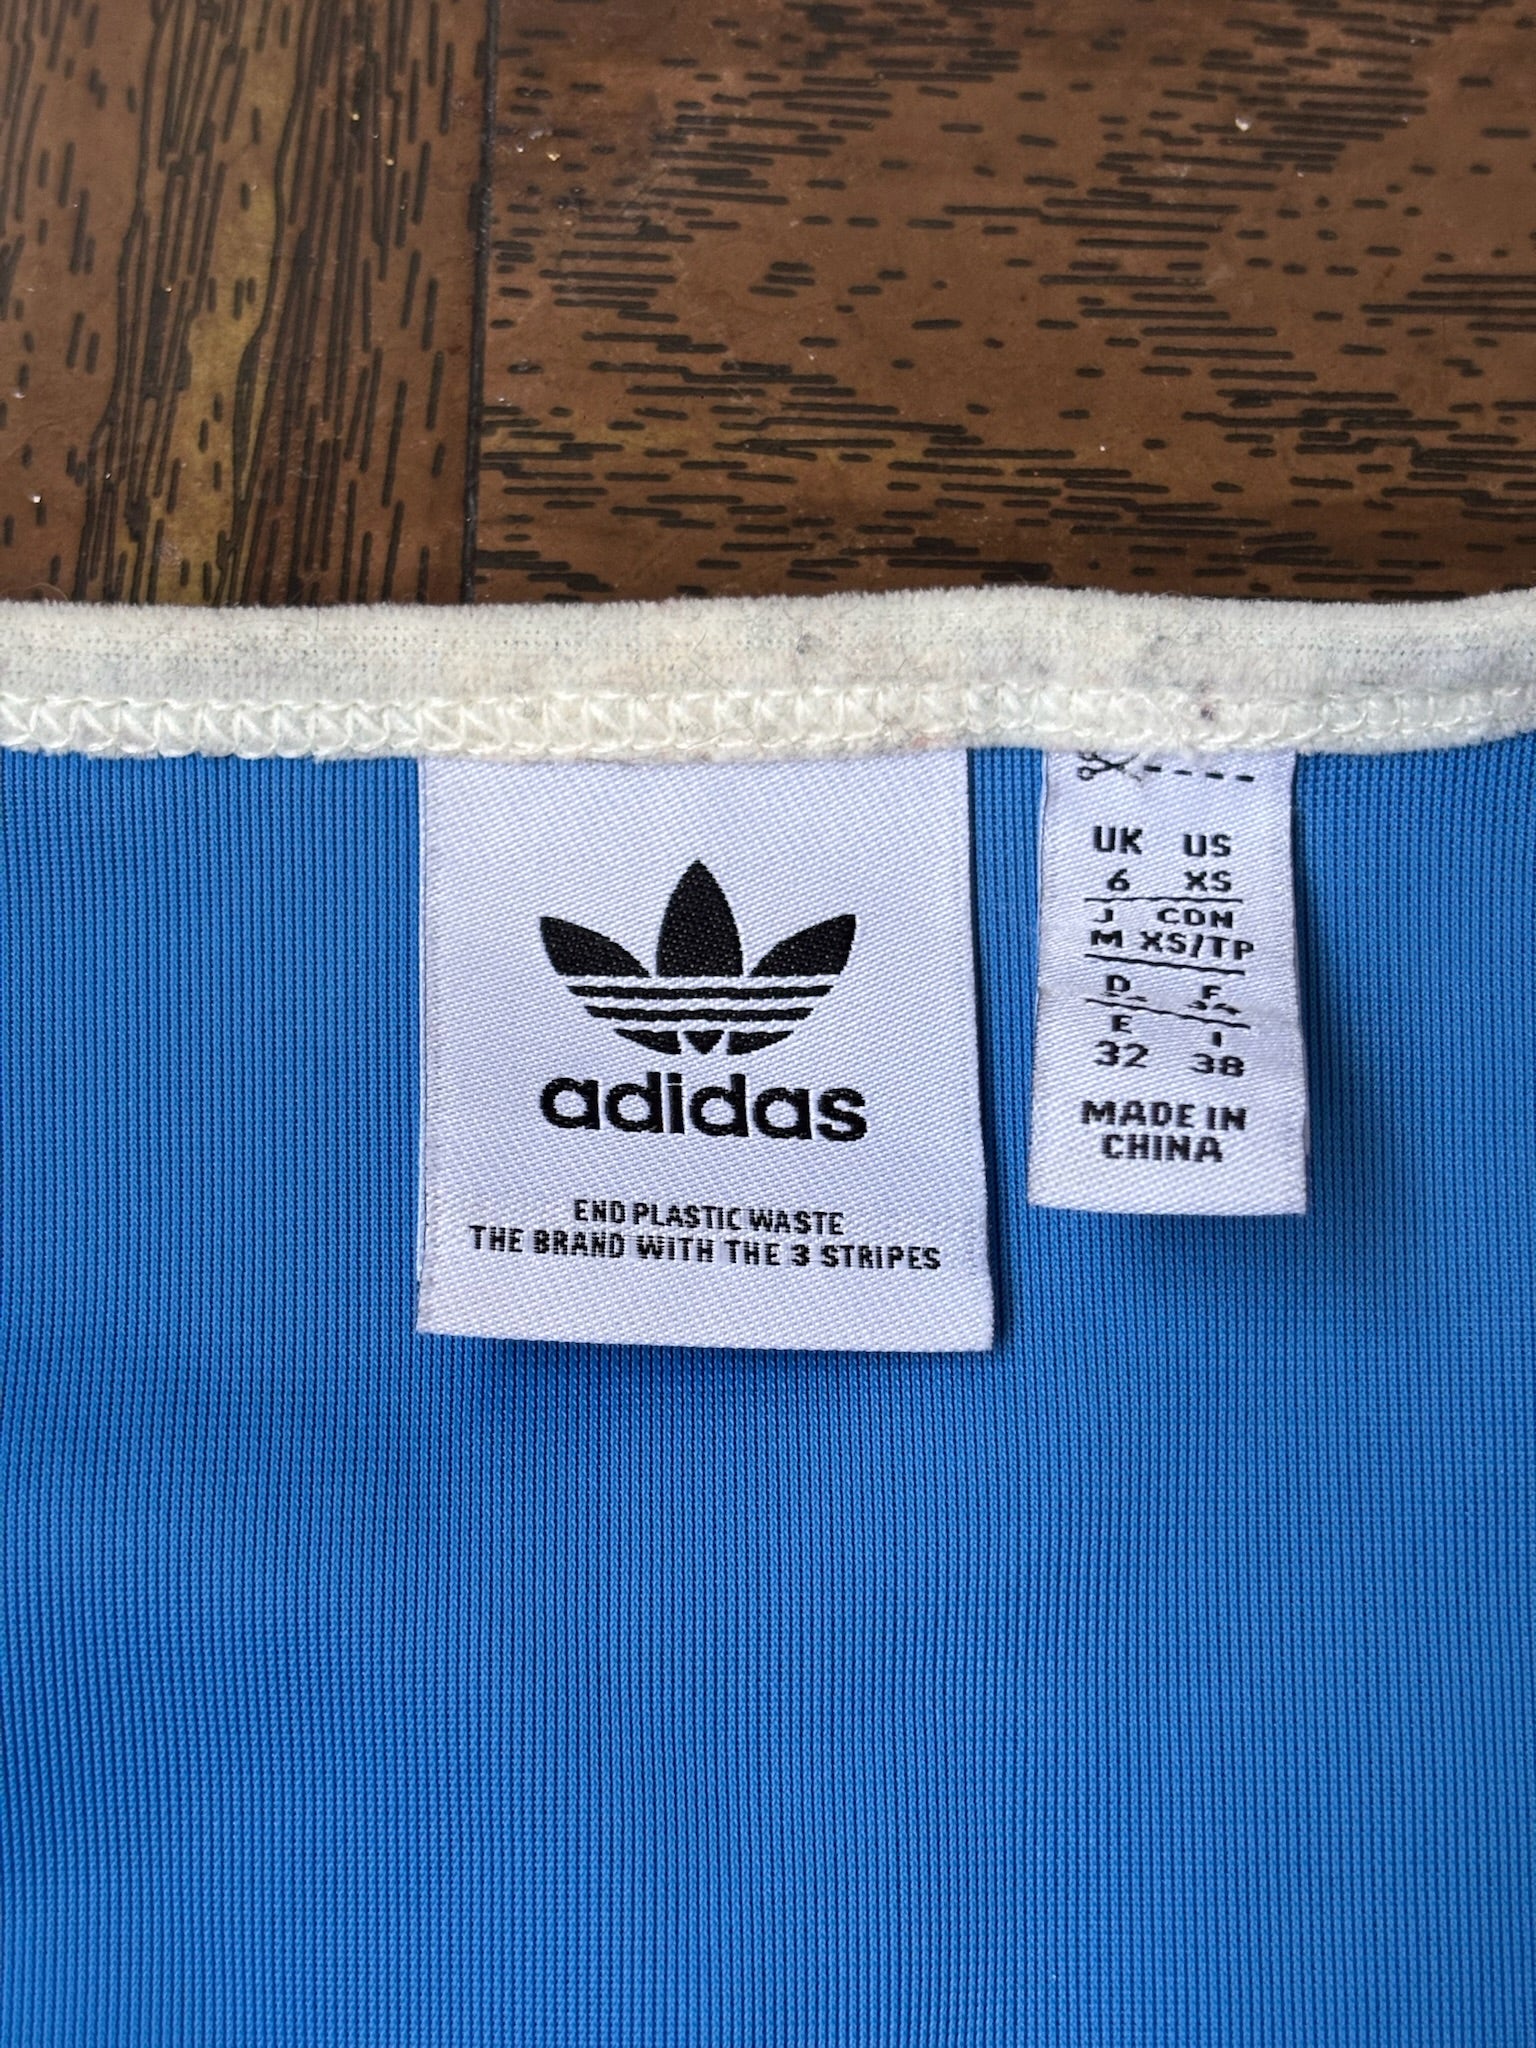 adidas
END PLASTIC WASTE
THE BRAND WITH THE 3 STRIPES
UK US
6 XS
J CDN
M XS/TP
D F
E I
32 38
MADE IN
CHINA